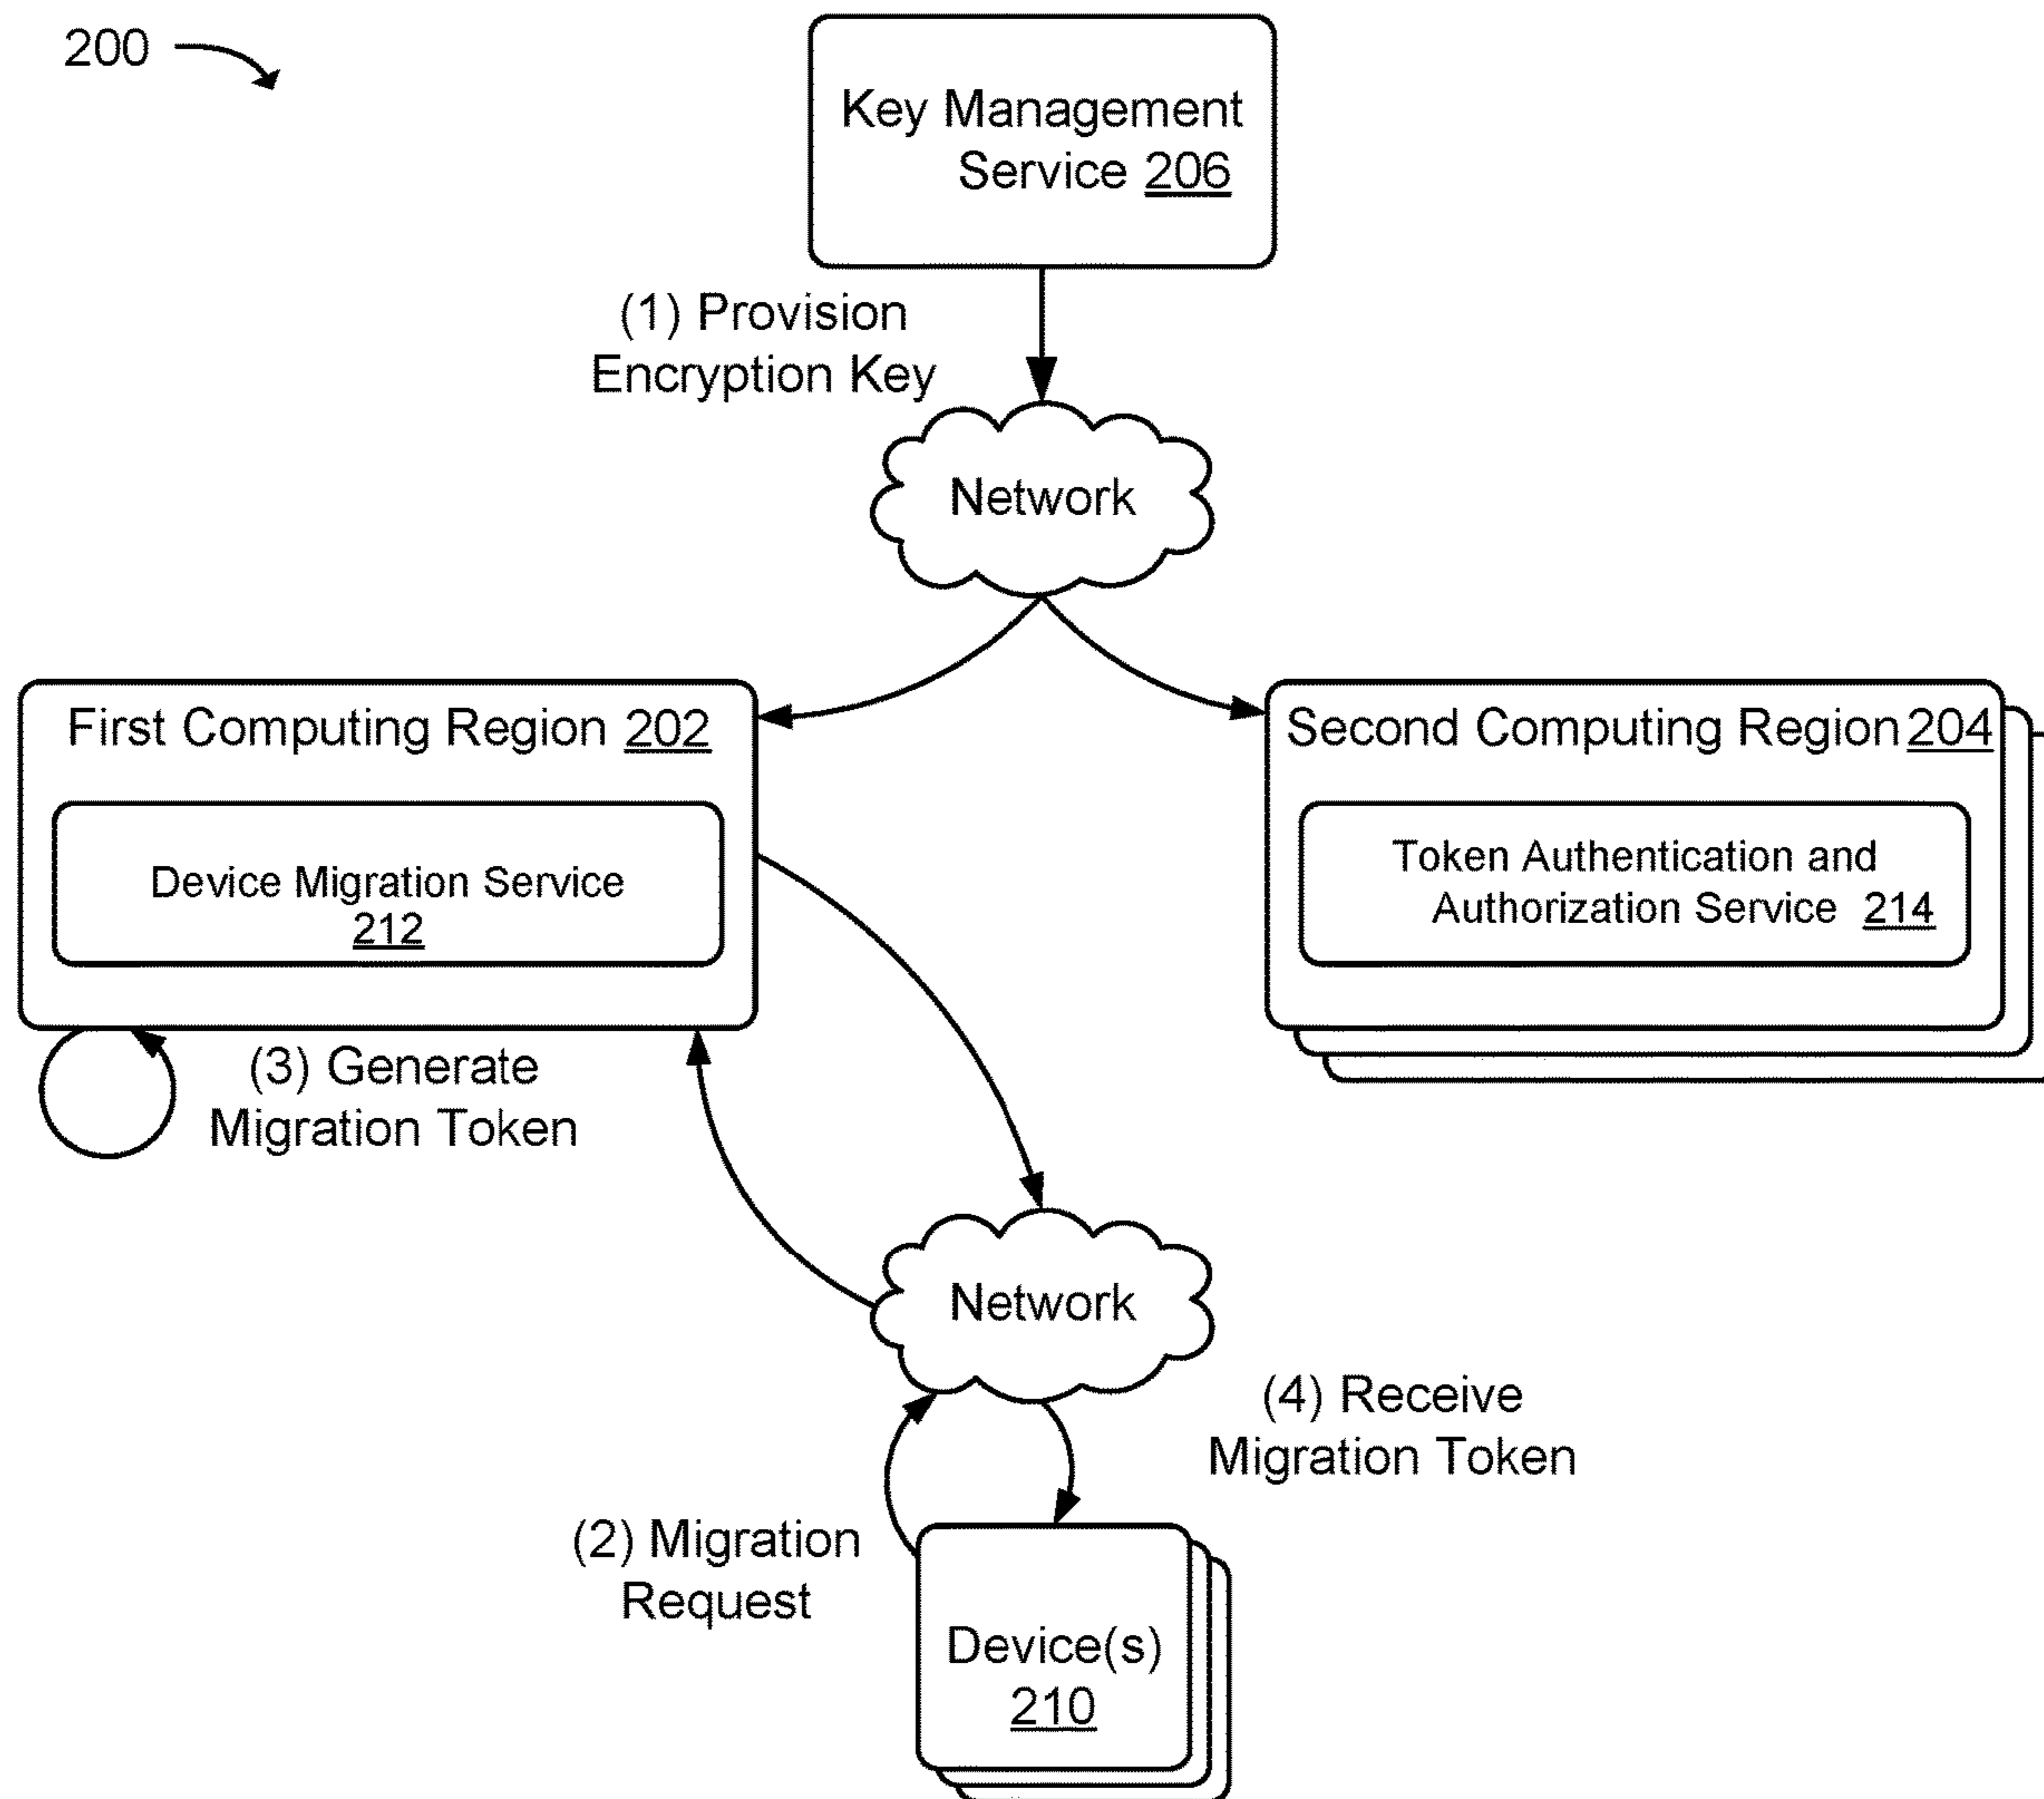 200
Key Management
Service 206
(1) Provision
Encryption Key
Network
First Computing Region 202
Device Migration Service
212
Second Computing Region 204
Token Authentication and
Authorization Service 214
(3) Generate
Migration Token
Network
(4) Receive
Migration Token
(2) Migration
Request
Device(s)
210